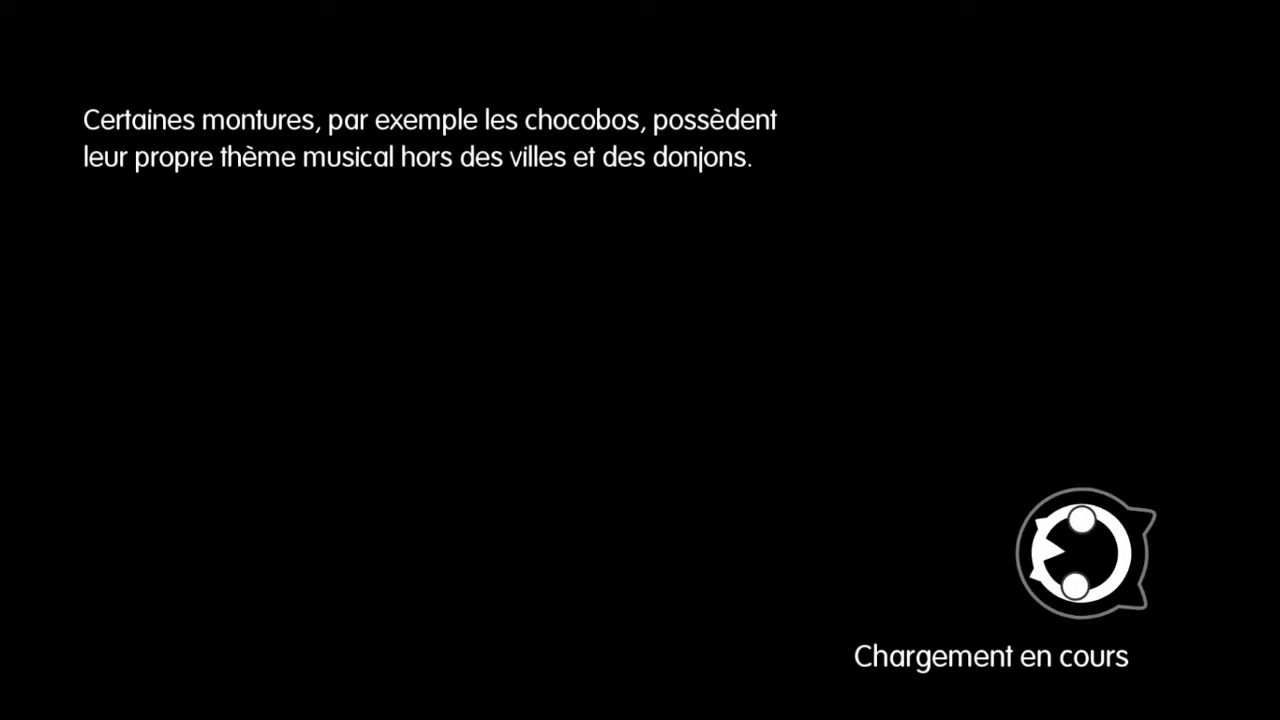 Certaines montures, par exemple les chocobos, possèdent
leur propre thème musical hors des villes et des donjons.
Chargement en cours